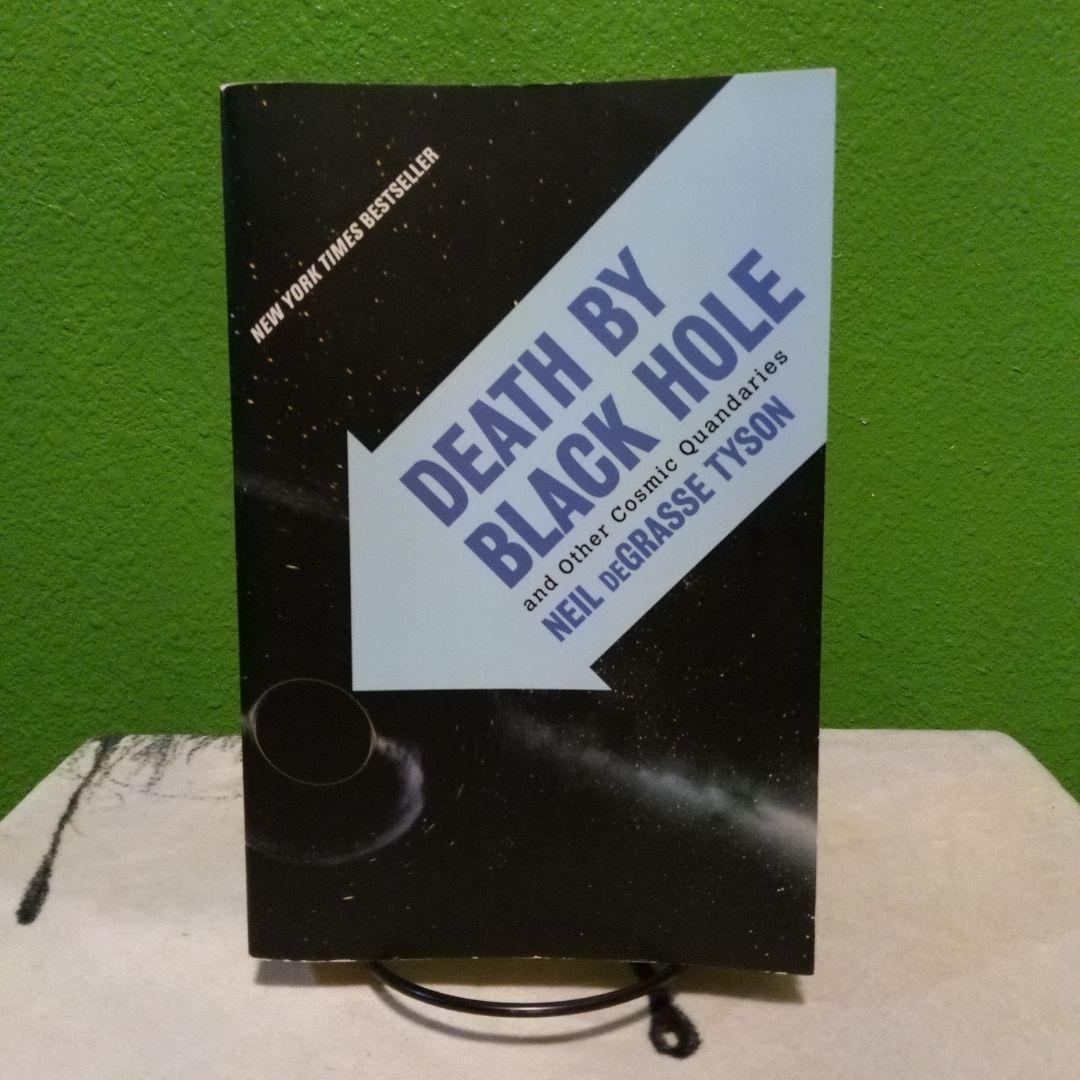 NEW YORK TIMES BESTSELLER
DEATH BY
BLACK HOLE
and Other Cosmic Quandaries
NEIL DEGRASSE TYSON